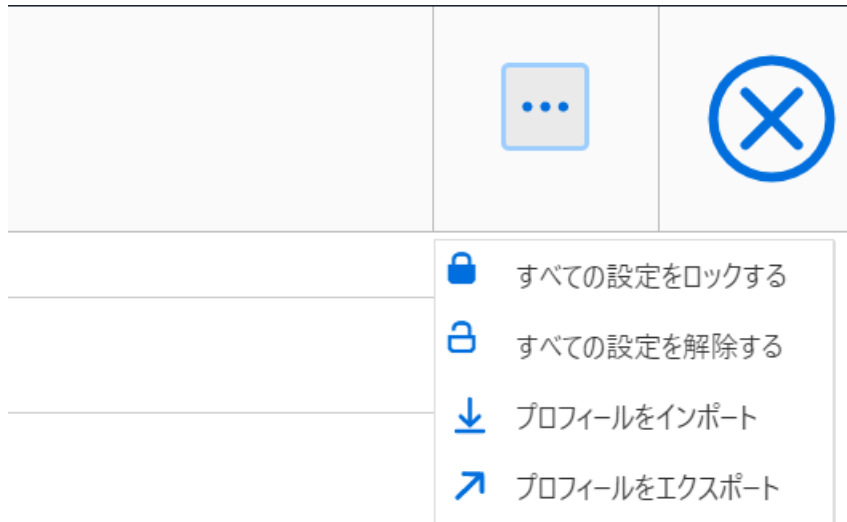 すべての設定をロックする
すべての設定を解除する
プロフィールをインポート
プロフィールをエクスポート